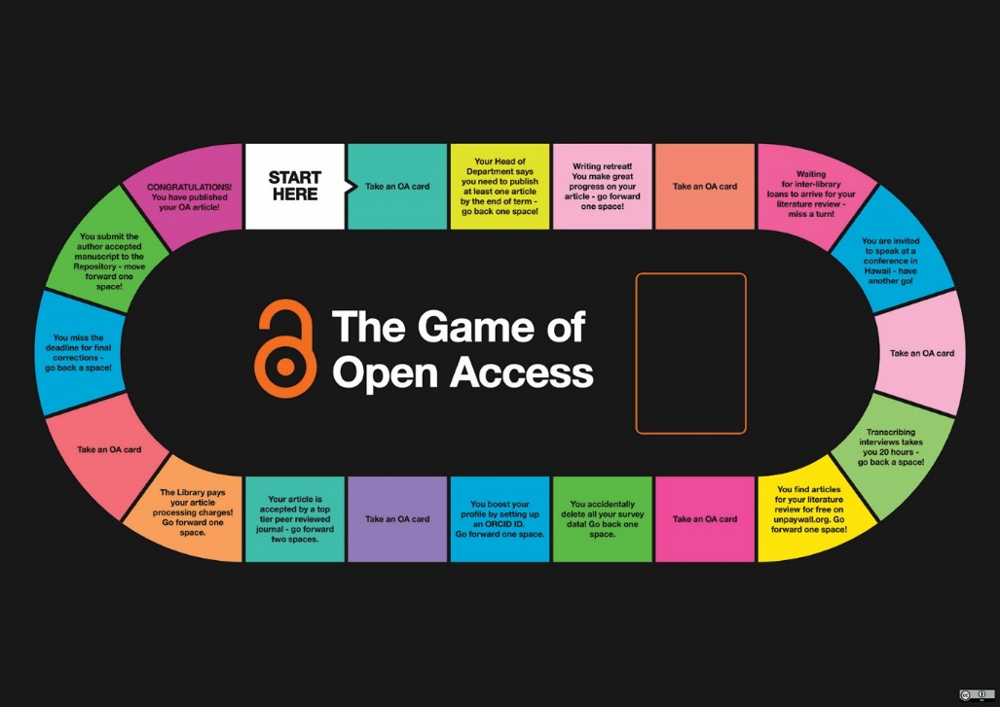 START
HERE
Take an OA card
Your Head of
Department says
you need to publish
at least one article
by the end of term -
go back one space!
Writing retreat!
You make great
progress on your
article - go forward
one space!
Take an OA card
Waiting
for inter-library
loans to arrive for your
literature review -
miss a turn!
You are invited
to speak at a
conference in
Hawaii - have
another go!
Take an OA card
Transcribing
interviews takes
you 20 hours -
go back a space!
You find articles
for your literature
review for free on
unpaywall.org. Go
forward one space!
Take an OA card
You accidentally
delete all your survey
data! Go back one
space.
You boost your
profile by setting up
an ORCID ID.
Go forward one space.
Take an OA card
Your article is
accepted by a top
tier peer reviewed
journal - go forward
two spaces.
The Library pays
your article
processing charges!
Go forward one
space.
Take an OA card
You miss the
deadline for final
corrections -
go back a space!
You submit the
author accepted
manuscript to the
Repository - move
forward one
space!
CONGRATULATIONS!
You have published
your OA article!
The Game of
Open Access
cc